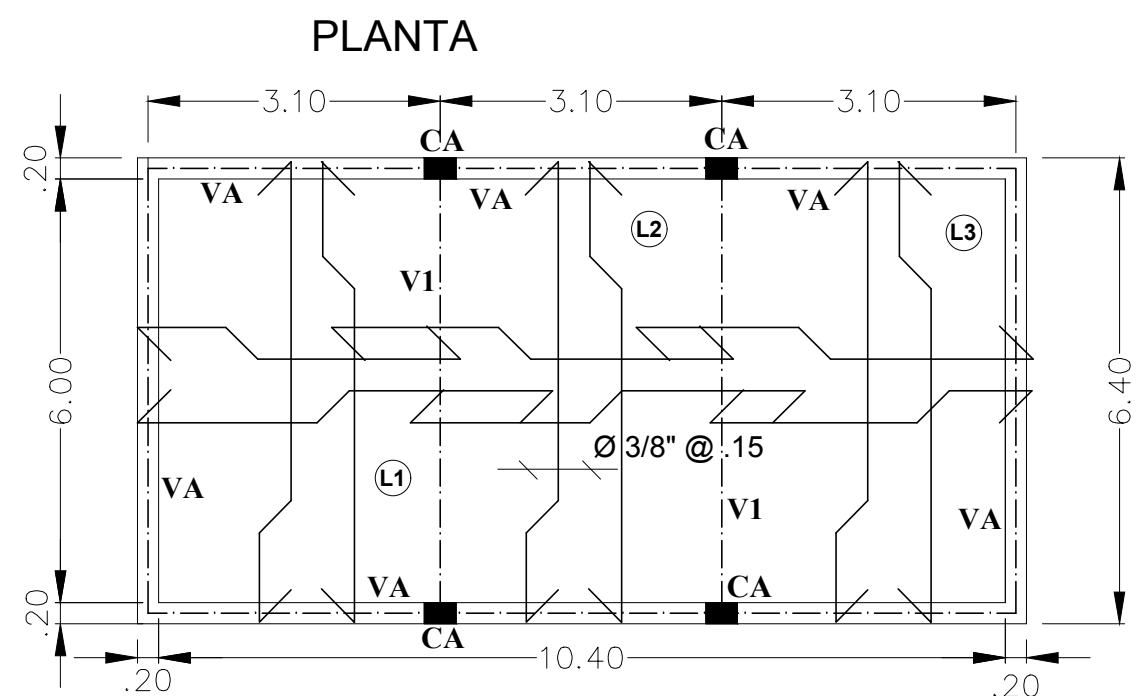 PLANTA
3.10 3.10 3.10
CA CA
.20
VA VA VA
L2 L3
V1
6.00 6.40
Ø 3/8" @ .15
L1
VA V1 VA
VA CA
.20
CA
.20 10.40 .20